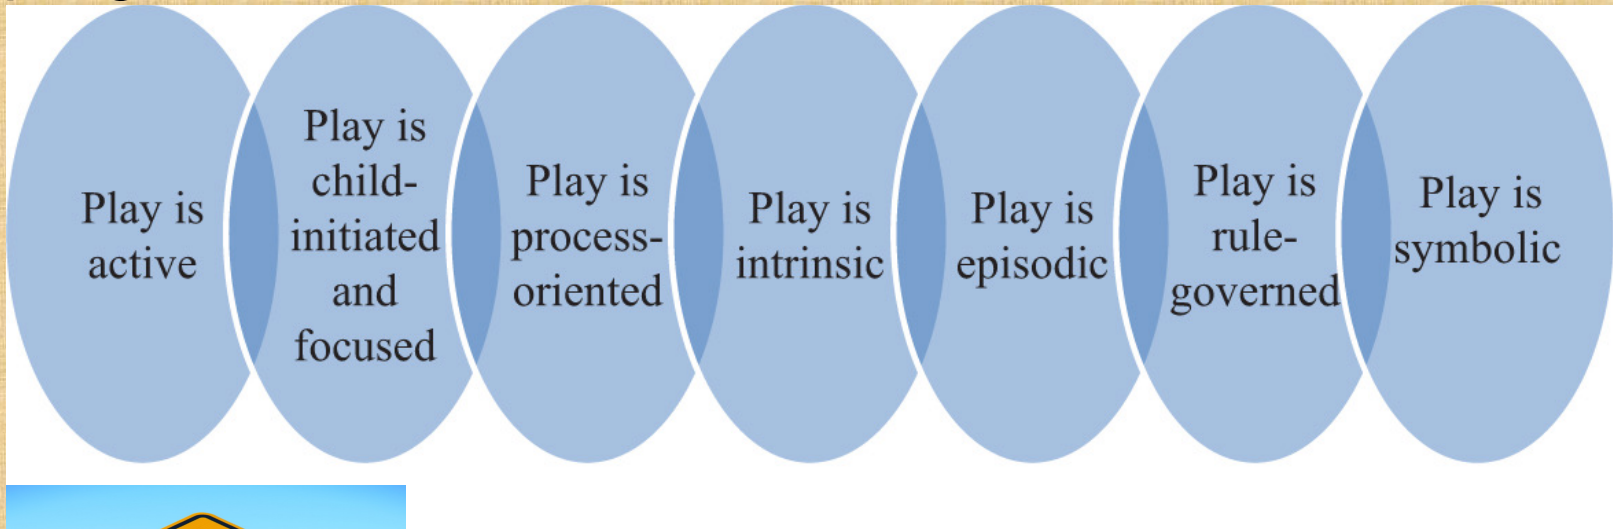 Play is
active
Play is
child-
initiated
and
focused
Play is
process-
oriented
Play is
intrinsic
Play is
episodic
Play is
rule-
governed
Play is
symbolic